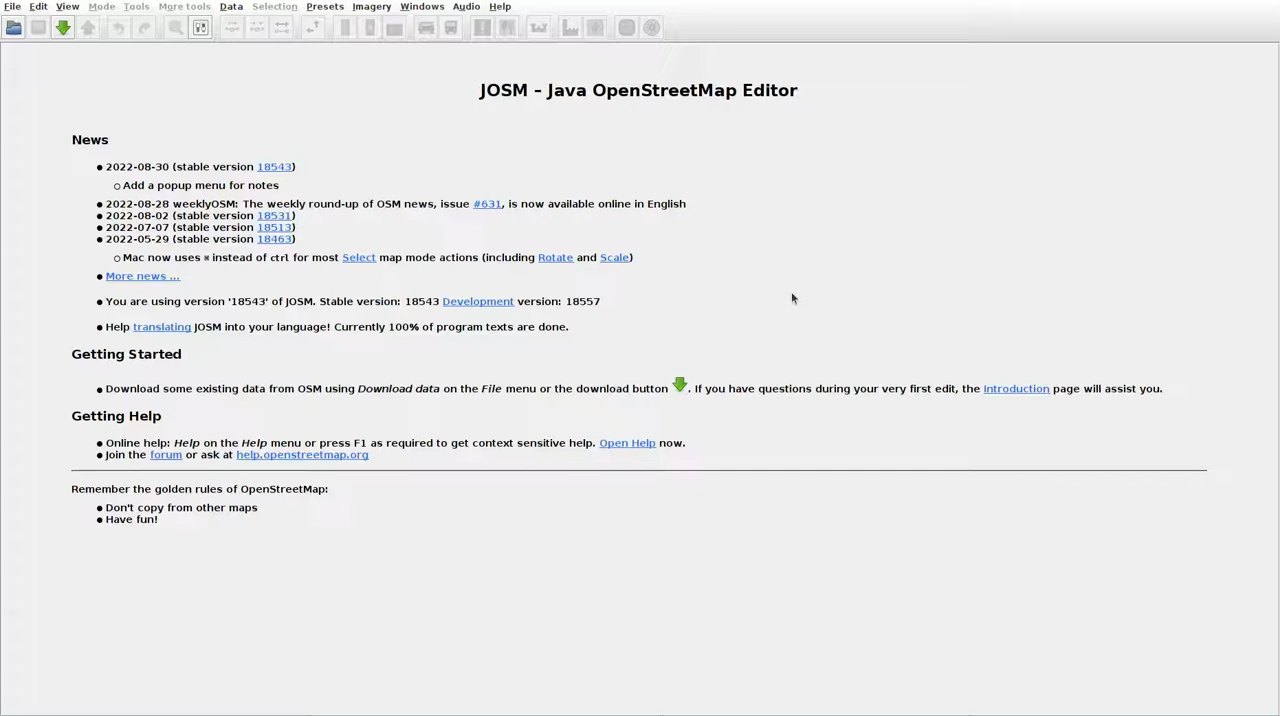 File Edit View Mode Tools More tools Data Selection Presets Imagery Windows Audio Help
JOSM – Java OpenStreetMap Editor
News
2022-08-30 (stable version 18543)
Add a popup menu for notes
2022-08-28 weeklyOSM: The weekly round-up of OSM news, issue #631, is now available online in English
2022-08-02 (stable version 18531)
2022-07-07 (stable version 18513)
2022-05-29 (stable version 18463)
Mac now uses ⌘ instead of ctrl for most Select map mode actions (including Rotate and Scale)
More news ...
You are using version '18543' of JOSM. Stable version: 18543 Development version: 18557
Help translating JOSM into your language! Currently 100% of program texts are done.
Getting Started
Download some existing data from OSM using Download data on the File menu or the download button . If you have questions during your very first edit, the Introduction page will assist you.
Getting Help
Online help: Help on the Help menu or press F1 as required to get context sensitive help. Open Help now.
Join the forum or ask at help.openstreetmap.org
Remember the golden rules of OpenStreetMap:
Don't copy from other maps
Have fun!